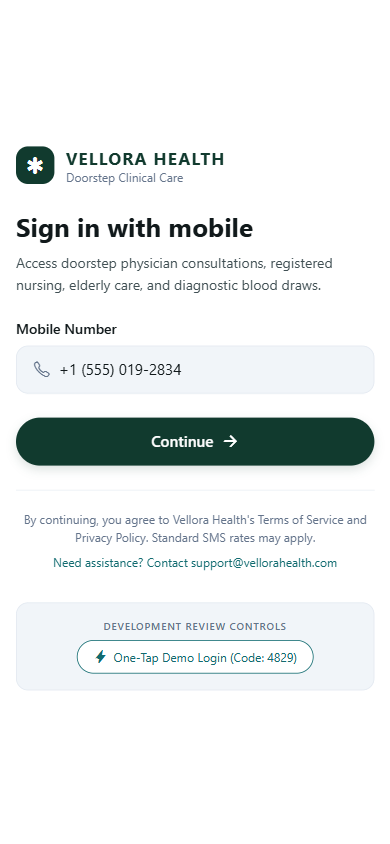 VELLORA HEALTH
Doorstep Clinical Care
Sign in with mobile
Access doorstep physician consultations, registered
nursing, elderly care, and diagnostic blood draws.
Mobile Number
+1 (555) 019-2834
Continue →
By continuing, you agree to Vellora Health's Terms of Service and
Privacy Policy. Standard SMS rates may apply.
Need assistance? Contact support@vellorahealth.com
DEVELOPMENT REVIEW CONTROLS
One-Tap Demo Login (Code: 4829)